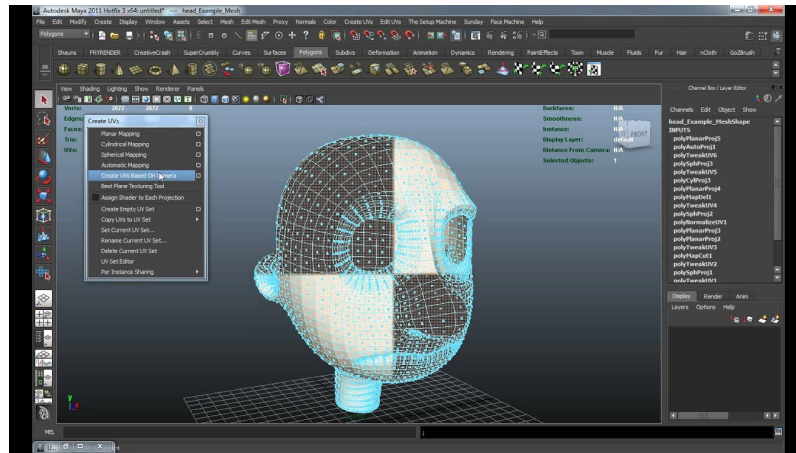 Autodesk Maya 2011 Hotfix 3 x64: untitled* --- head_Example_Mesh
File Edit Modify Create Display Window Assets Select Mesh Edit Mesh Proxy Normals Color Create UVs Edit UVs The Setup Machine Sunday Face Machine Help
Polygons
Shauns FRYRENDER CreativeCrash SuperCrumbly Curves Surfaces Polygons Subdivs Deformation Animation Dynamics Rendering PaintEffects Toon Muscle Fluids Fur Hair nCloth GoZBrush
View Shading Lighting Show Renderer Panels
Channel Box / Layer Editor
Verts: 2672 2672 0
Edges:
Faces:
Tris:
UVs:
Backfaces: N/A
Smoothness: N/A
Instance: N/A
Display Layer: default
Distance From Camera: N/A
Selected Objects: 1
FRONT
Create UVs
Planar Mapping
Cylindrical Mapping
Spherical Mapping
Automatic Mapping
Create UVs Based On Camera
Best Plane Texturing Tool
Assign Shader to Each Projection
Create Empty UV Set
Copy UVs to UV Set
Set Current UV Set...
Rename Current UV Set...
Delete Current UV Set
UV Set Editor
Per Instance Sharing
Channels Edit Object Show
head_Example_MeshShape
INPUTS
polyPlanarProj5
polyAutoProj1
polyTweakUV6
polySphProj3
polyTweakUV5
polyCylProj3
polyPlanarProj4
polyMapDel1
polyTweakUV4
polySphProj2
polyNormalizeUV1
polyPlanarProj3
polyPlanarProj2
polyTweakUV3
polyMapCut1
polyTweakUV2
polySphProj1
polyTweakUV1
Display Render Anim
Layers Options Help
y
MEL